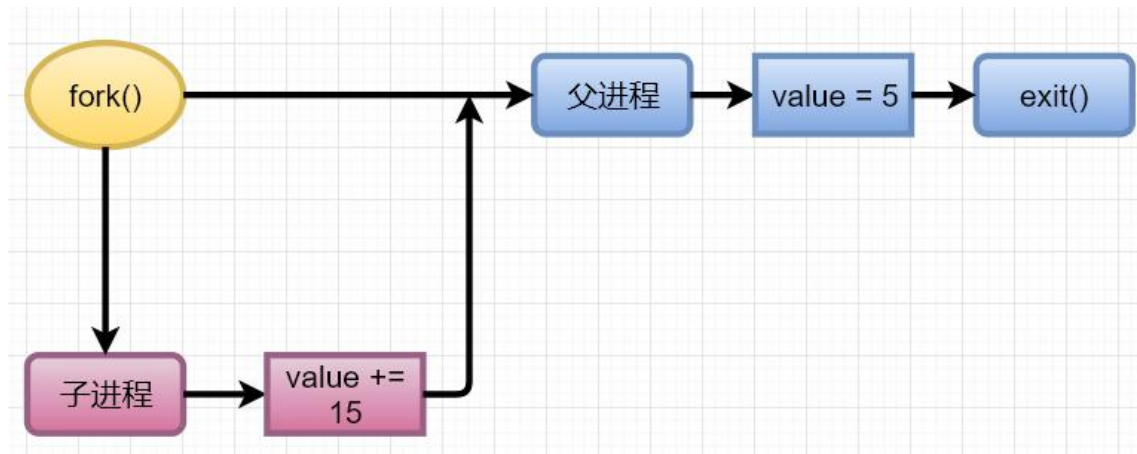 fork()
父进程
value = 5
exit()
子进程
value +=
15